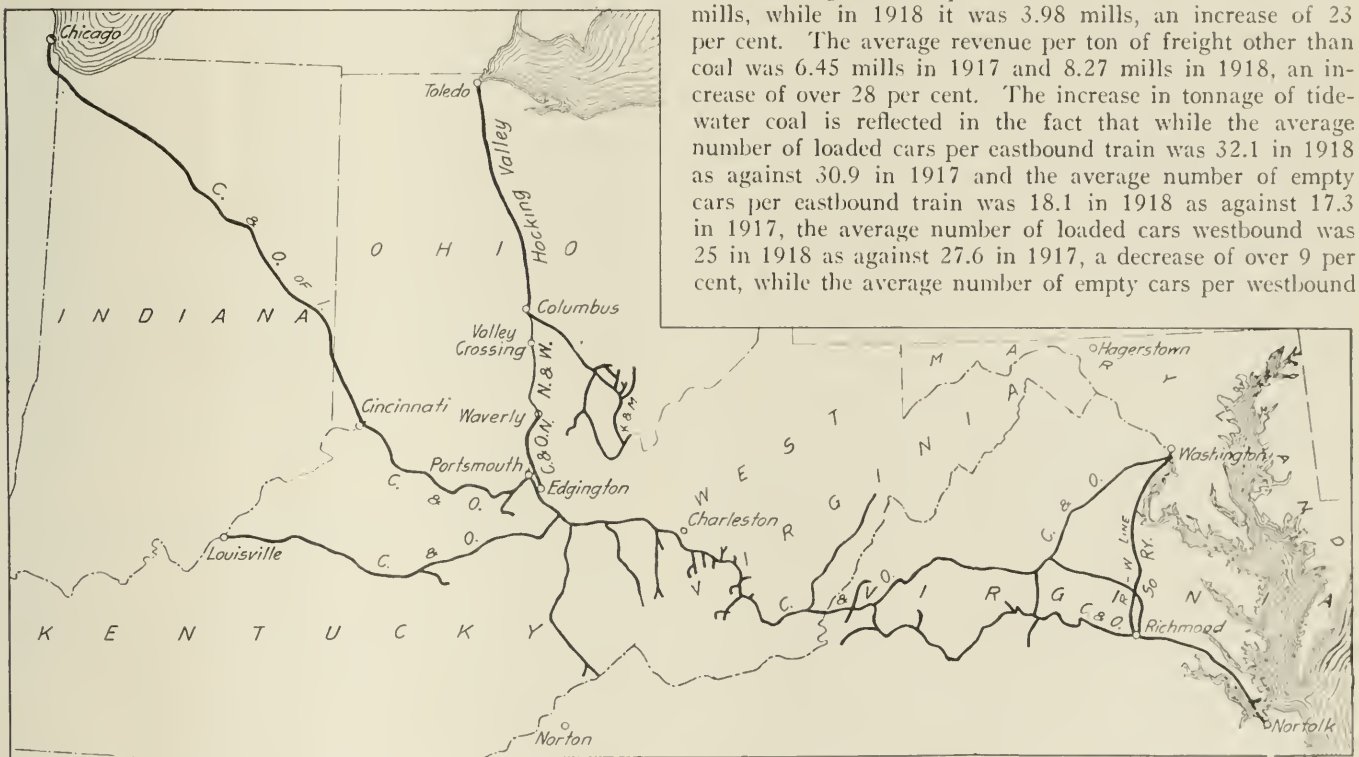 mills, while in 1918 it was 3.98 mills, an increase of 23
per cent. The average revenue per ton of freight other than
coal was 6.45 mills in 1917 and 8.27 mills in 1918, an in-
crease of over 28 per cent. The increase in tonnage of tide-
water coal is reflected in the fact that while the average
number of loaded cars per eastbound train was 32.1 in 1918
as against 30.9 in 1917 and the average number of empty
cars per eastbound train was 18.1 in 1918 as against 17.3
in 1917, the average number of loaded cars westbound was
25 in 1918 as against 27.6 in 1917, a decrease of over 9 per
cent, while the average number of empty cars per westbound
Chicago
Toledo
Hocking Valley
C. & O. OF I.
OHIO
INDIANA
Columbus
Valley
Crossing
N. & W.
K & M
Cincinnati
Waverly
C. & O. N.
Portsmouth
Edgington
C. & O.
Louisville
C. & O.
KENTUCKY
Norton
Charleston
WEST VIRGINIA
MARYLAND
Hagerstown
Washington
C. & O.
R-W LINE
SO RY.
C. & O.
VIRGINIA
C. & O.
Richmond
Norfolk